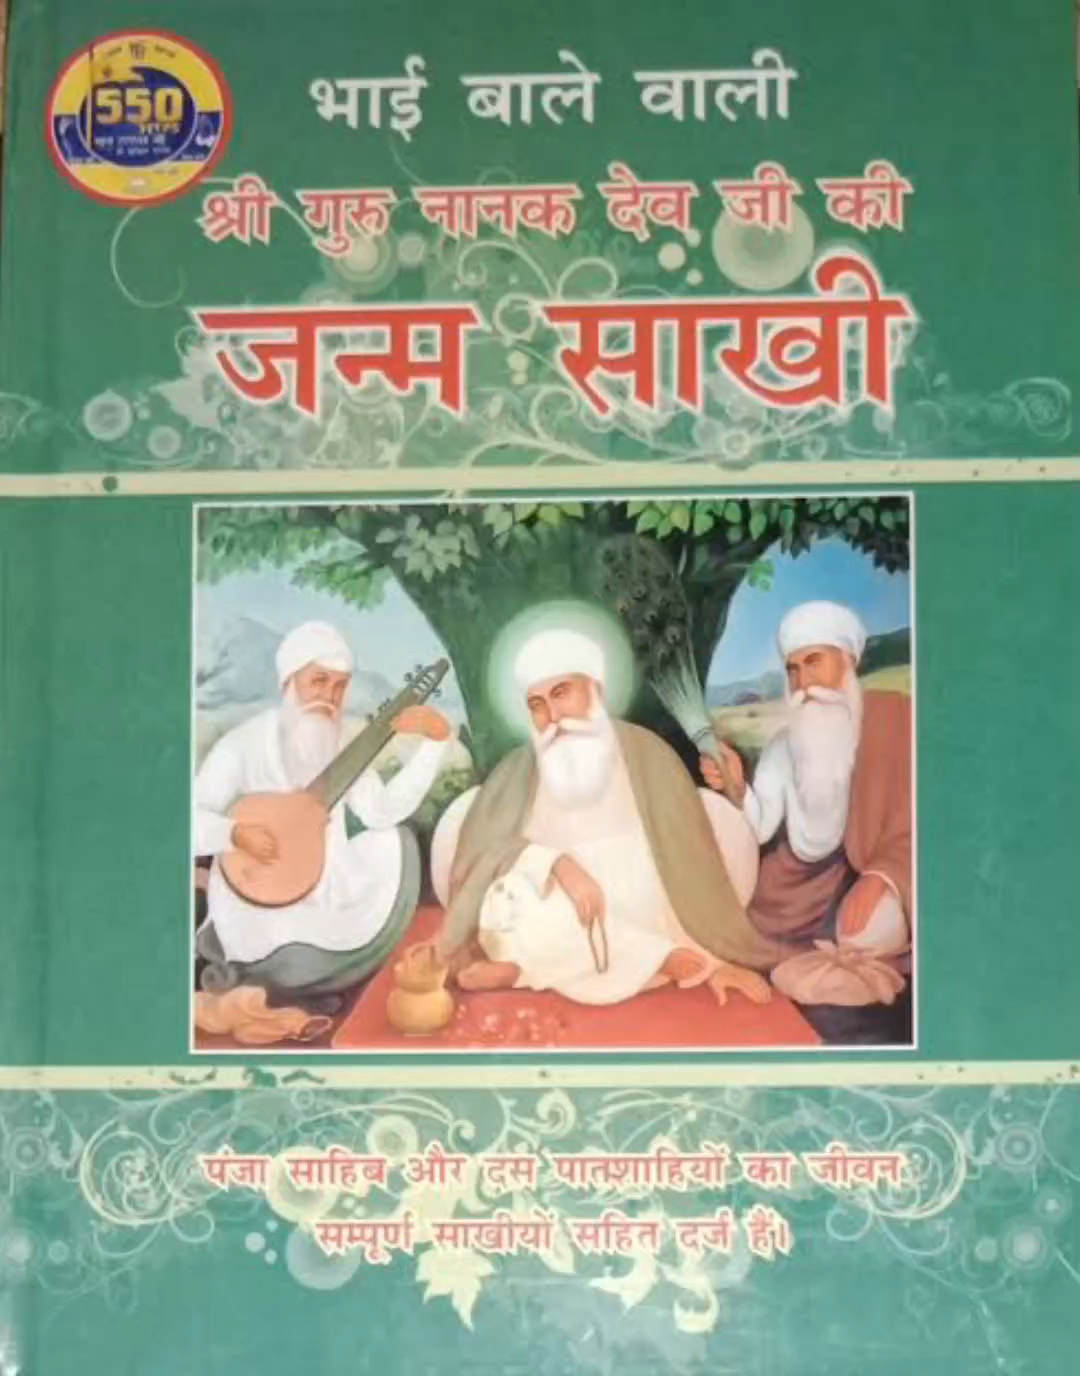 550
भाई बाले वाली
श्री गुरु नानक देव जी की
जन्म साखी
पंजा साहिब और दस पातशाहियों का जीवन
सम्पूर्ण साखीयों सहित दर्ज हैं।